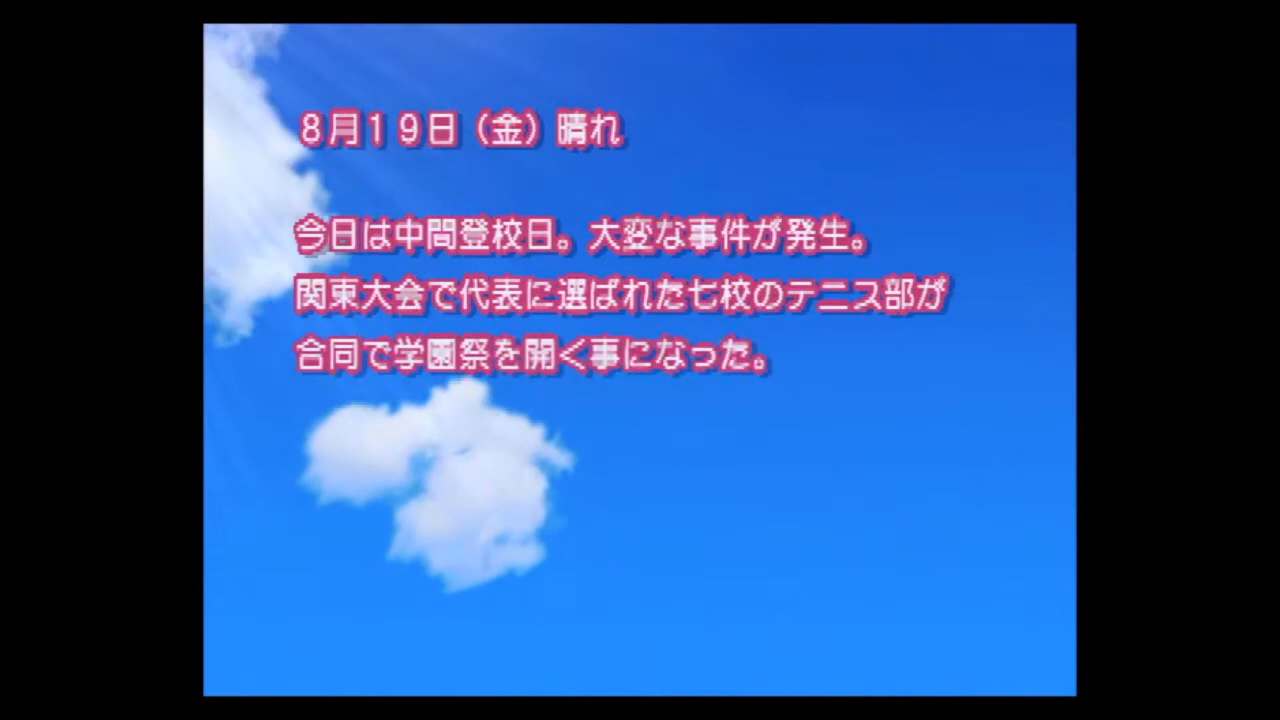 ８月１９日（金）晴れ
今日は中間登校日。大変な事件が発生。
関東大会で代表に選ばれた七校のテニス部が
合同で学園祭を開く事になった。